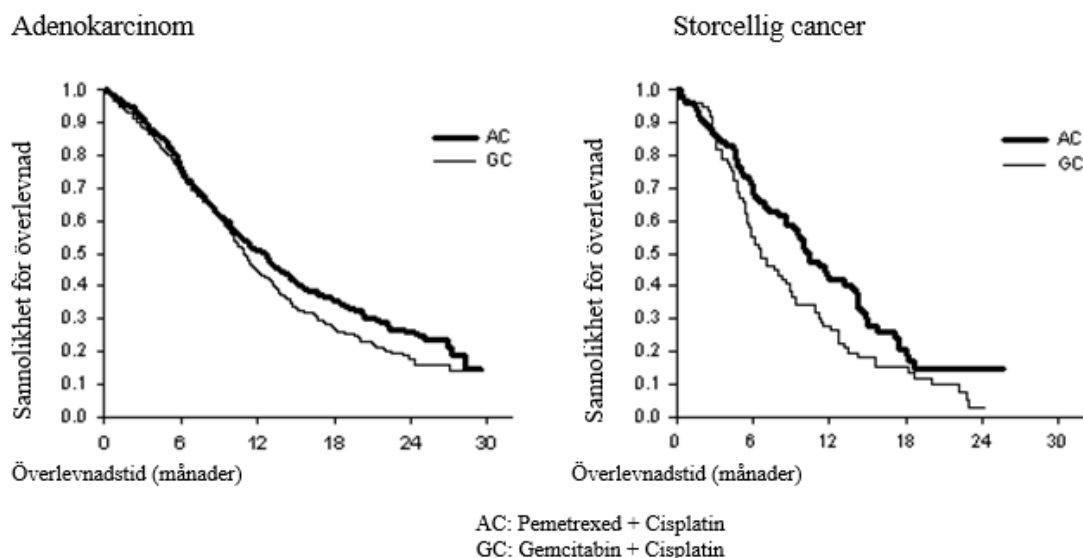 Adenokarcinom
Storcellig cancer
Sannolikhet för överlevnad
1.0
0.9
0.8
0.7
0.6
0.5
0.4
0.3
0.2
0.1
0.0
AC
GC
0 6 12 18 24 30
Överlevnadstid (månader)
Sannolikhet för överlevnad
1.0
0.9
0.8
0.7
0.6
0.5
0.4
0.3
0.2
0.1
0.0
AC
GC
0 6 12 18 24 30
Överlevnadstid (månader)
AC: Pemetrexed + Cisplatin
GC: Gemcitabin + Cisplatin